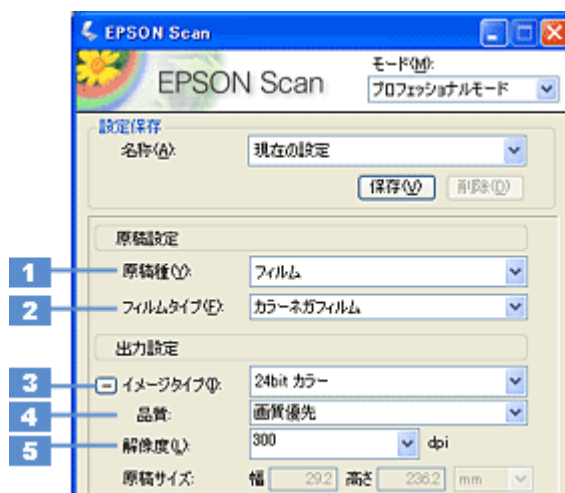 EPSON Scan
EPSON Scan
モード(M):
プロフェッショナルモード
設定保存
名称(A):
現在の設定
保存(V)
削除(D)
原稿設定
1
原稿種(Y):
フィルム
2
フィルムタイプ(F):
カラーネガフィルム
出力設定
3
イメージタイプ(I):
24bit カラー
4
品質:
画質優先
5
解像度(L):
300
dpi
原稿サイズ:
幅
29.2
高さ
236.2
mm